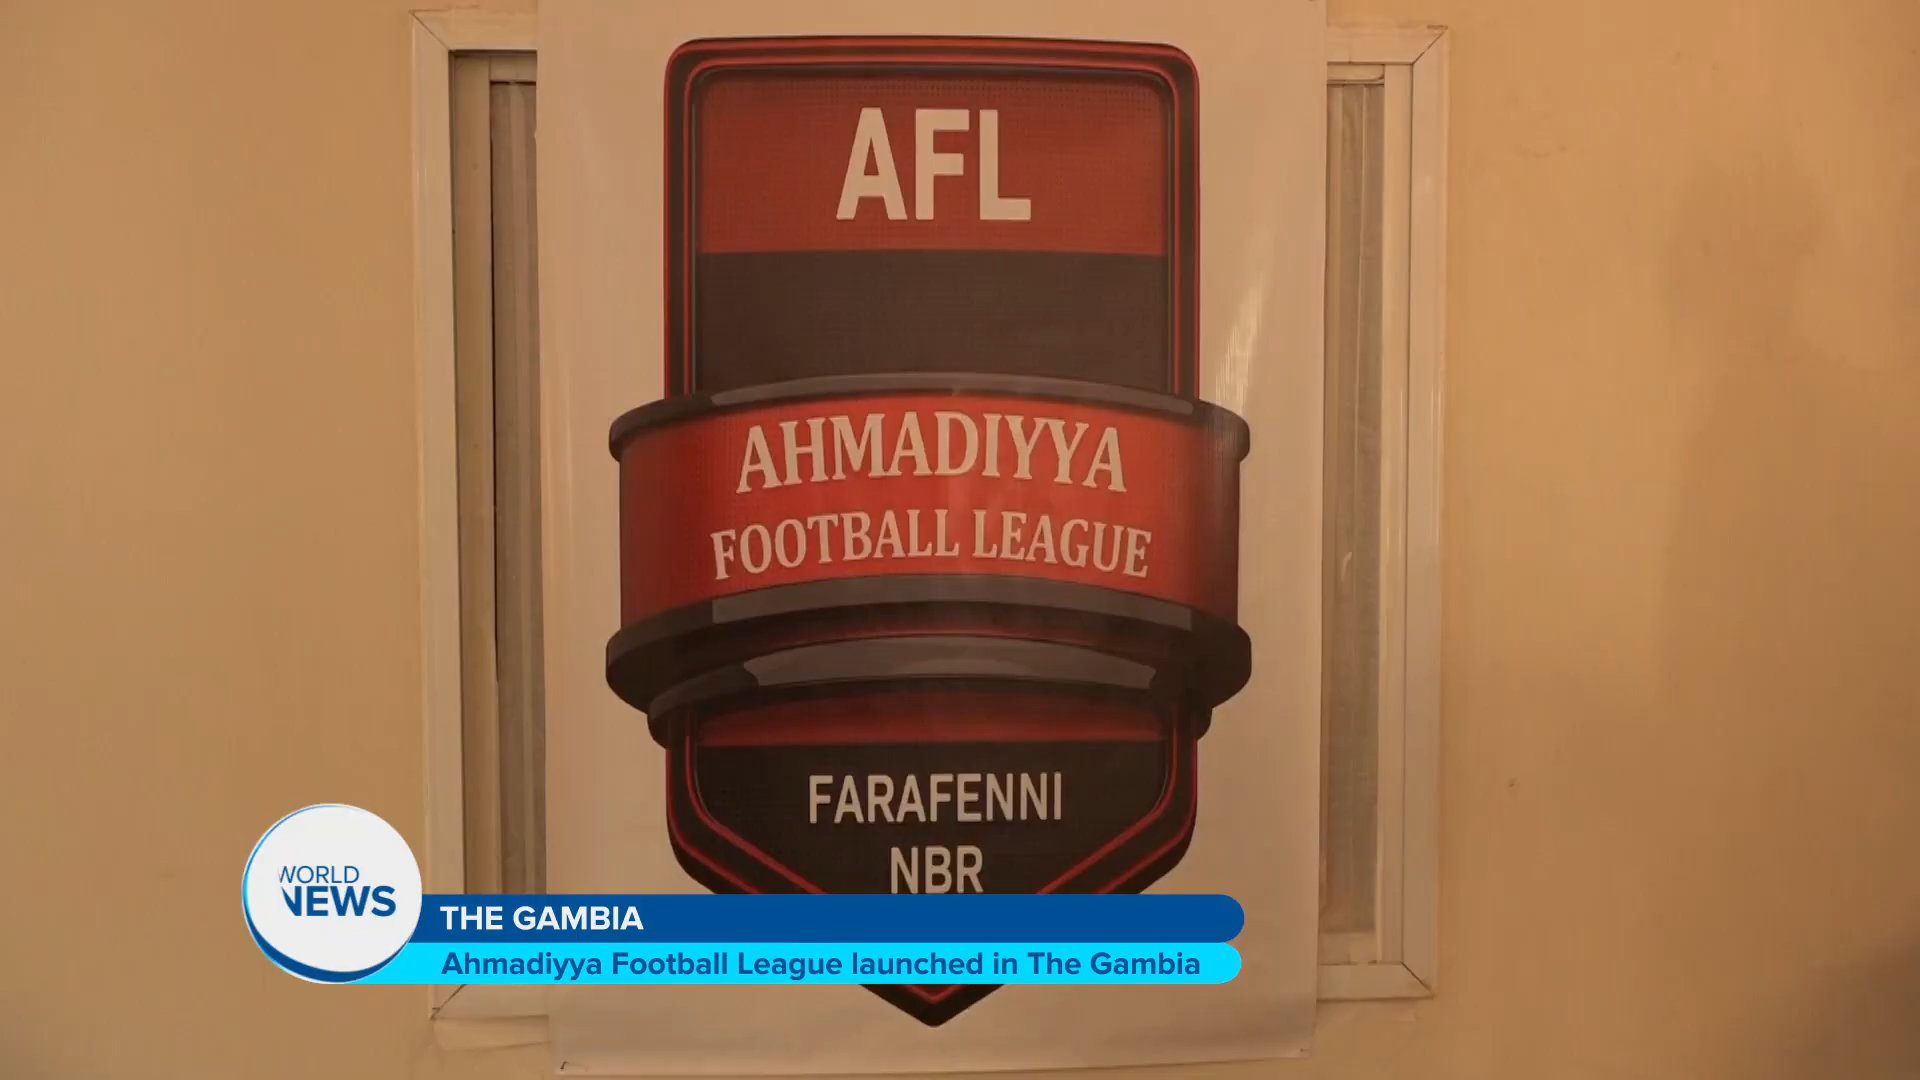 AFL
AHMADIYYA
FOOTBALL LEAGUE
FARAFENNI
NBR
WORLD
NEWS
THE GAMBIA
Ahmadiyya Football League launched in The Gambia